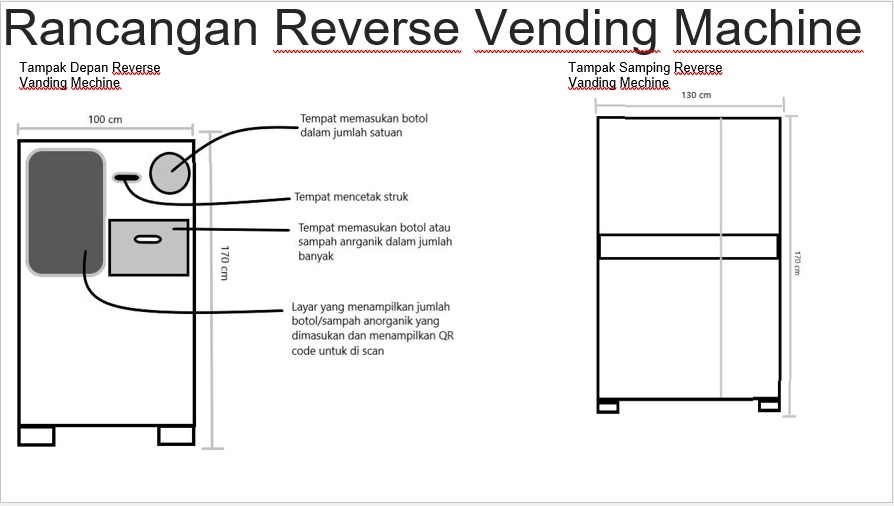 Rancangan Reverse Vending Machine
Tampak Depan Reverse
Vanding Mechine
100 cm
Tempat memasukan botol
dalam jumlah satuan
Tempat mencetak struk
Tempat memasukan botol atau
sampah anrganik dalam jumlah
banyak
170 cm
Layar yang menampilkan jumlah
botol/sampah anorganik yang
dimasukan dan menampilkan QR
code untuk di scan
Tampak Samping Reverse
Vanding Mechine
130 cm
170 cm